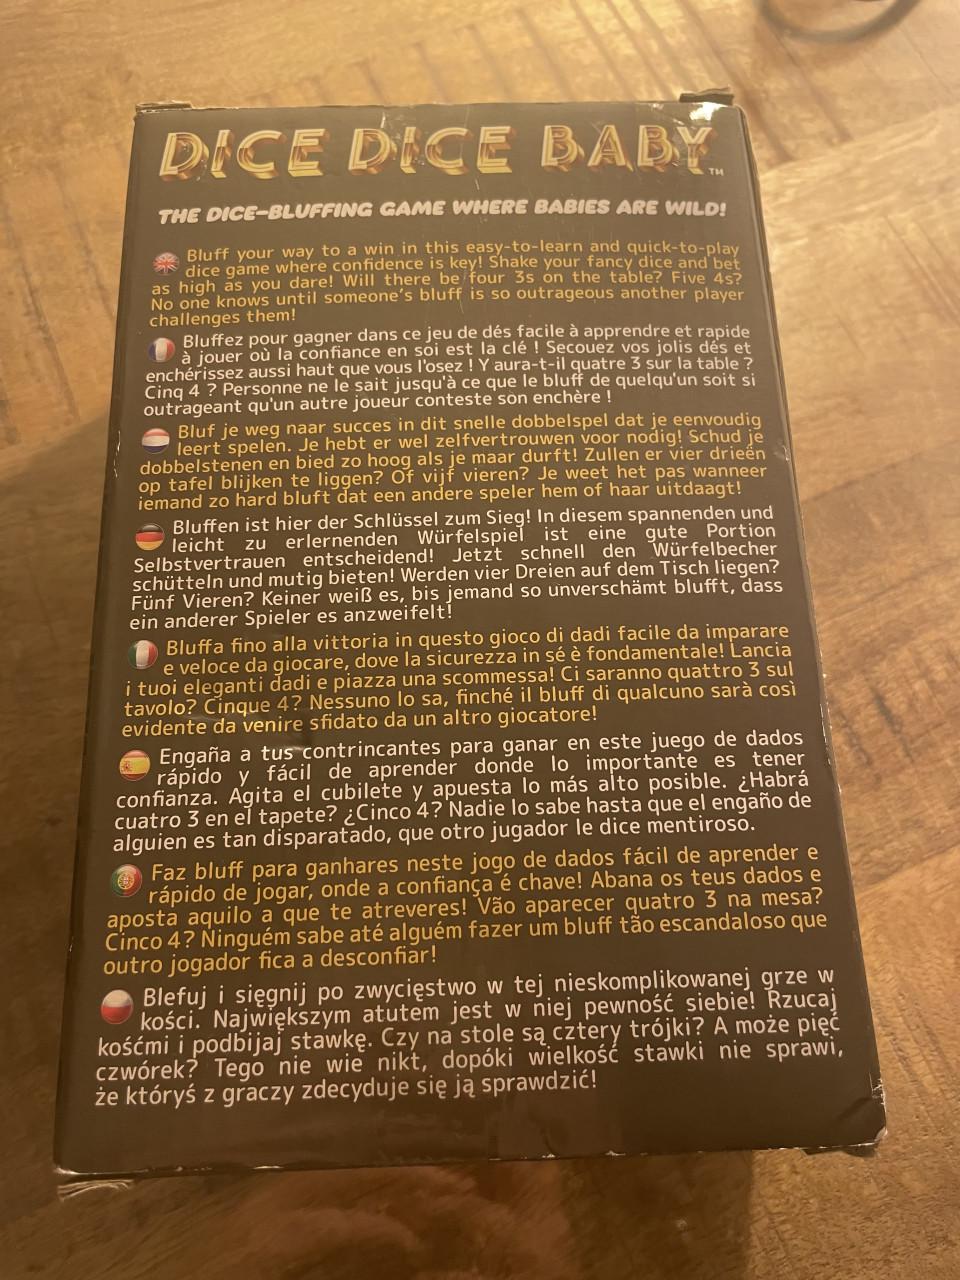 DICE DICE BABY™
THE DICE-BLUFFING GAME WHERE BABIES ARE WILD!
Bluff your way to a win in this easy-to-learn and quick-to-play
dice game where confidence is key! Shake your fancy dice and bet
as high as you dare! Will there be four 3s on the table? Five 4s?
No one knows until someone's bluff is so outrageous another player
challenges them!
Bluffez pour gagner dans ce jeu de dés facile à apprendre et rapide
à jouer où la confiance en soi est la clé ! Secouez vos jolis dés et
enchérissez aussi haut que vous l'osez ! Y aura-t-il quatre 3 sur la table ?
Cinq 4 ? Personne ne le sait jusqu'à ce que le bluff de quelqu'un soit si
outrageant qu'un autre joueur conteste son enchère !
Bluf je weg naar succes in dit snelle dobbelspel dat je eenvoudig
leert spelen. Je hebt er wel zelfvertrouwen voor nodig! Schud je
dobbelstenen en bied zo hoog als je maar durft! Zullen er vier drieën
op tafel blijken te liggen? Of vijf vieren? Je weet het pas wanneer
iemand zo hard bluft dat een andere speler hem of haar uitdaagt!
Bluffen ist hier der Schlüssel zum Sieg! In diesem spannenden und
leicht zu erlernenden Würfelspiel ist eine gute Portion
Selbstvertrauen entscheidend! Jetzt schnell den Würfelbecher
schütteln und mutig bieten! Werden vier Dreien auf dem Tisch liegen?
Fünf Vieren? Keiner weiß es, bis jemand so unverschämt blufft, dass
ein anderer Spieler es anzweifelt!
Bluffa fino alla vittoria in questo gioco di dadi facile da imparare
e veloce da giocare, dove la sicurezza in sé è fondamentale! Lancia
i tuoi eleganti dadi e piazza una scommessa! Ci saranno quattro 3 sul
tavolo? Cinque 4? Nessuno lo sa, finché il bluff di qualcuno sarà così
evidente da venire sfidato da un altro giocatore!
Engaña a tus contrincantes para ganar en este juego de dados
rápido y fácil de aprender donde lo importante es tener
confianza. Agita el cubilete y apuesta lo más alto posible. ¿Habrá
cuatro 3 en el tapete? ¿Cinco 4? Nadie lo sabe hasta que el engaño de
alguien es tan disparatado, que otro jugador le dice mentiroso.
Faz bluff para ganhares neste jogo de dados fácil de aprender e
rápido de jogar, onde a confiança é chave! Abana os teus dados e
aposta aquilo a que te atreveres! Vão aparecer quatro 3 na mesa?
Cinco 4? Ninguém sabe até alguém fazer um bluff tão escandaloso que
outro jogador fica a desconfiar!
Blefuj i sięgnij po zwycięstwo w tej nieskomplikowanej grze w
kości. Największym atutem jest w niej pewność siebie! Rzucaj
kośćmi i podbijaj stawkę. Czy na stole są cztery trójki? A może pięć
czwórek? Tego nie wie nikt, dopóki wielkość stawki nie sprawi,
że któryś z graczy zdecyduje się ją sprawdzić!